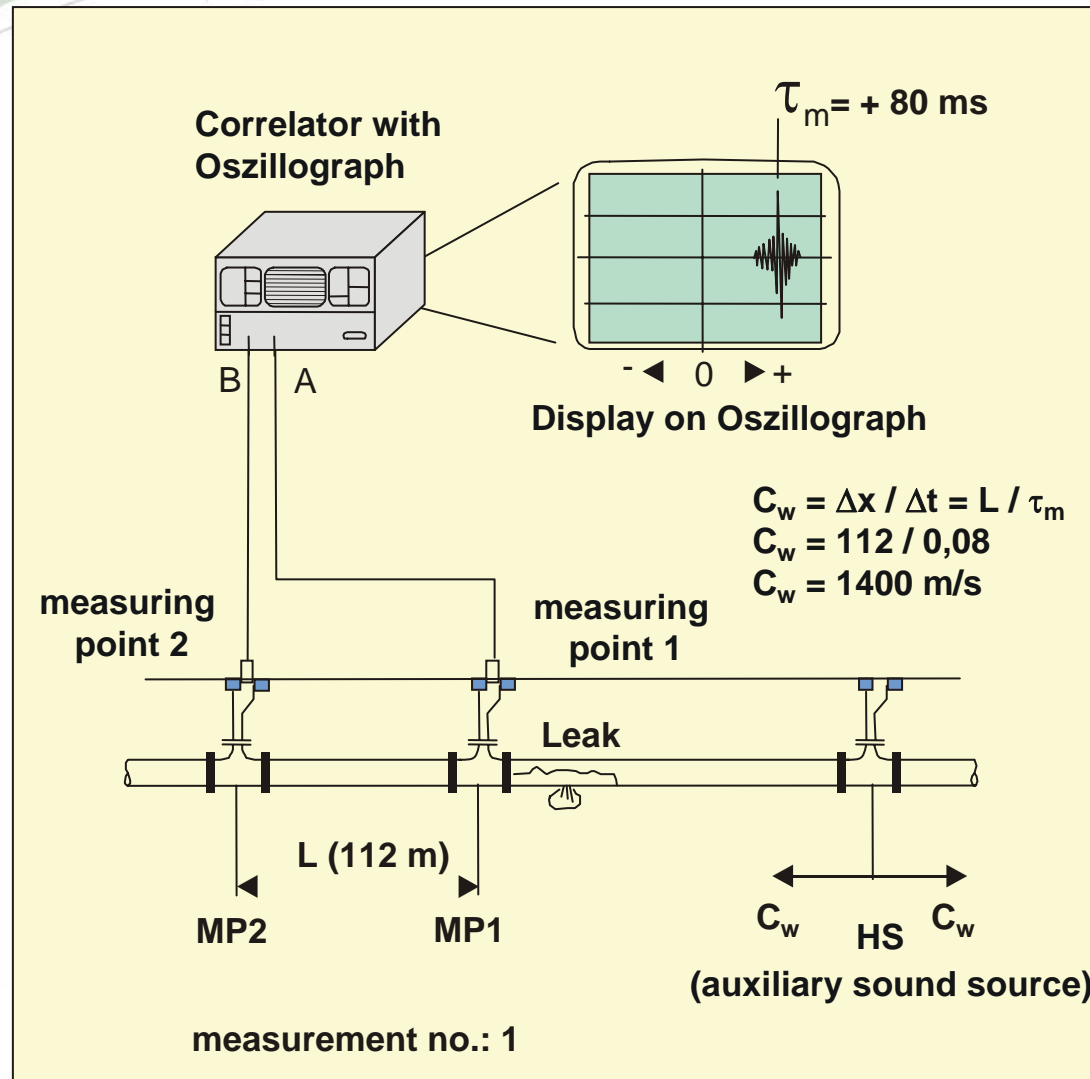 τm= + 80 ms
Correlator with
Oszillograph
B A
- 0 +
Display on Oszillograph
Cw = Δx / Δt = L / τm
Cw = 112 / 0,08
Cw = 1400 m/s
measuring
point 2
measuring
point 1
Leak
L (112 m)
MP2
MP1
Cw
HS
Cw
(auxiliary sound source)
measurement no.: 1